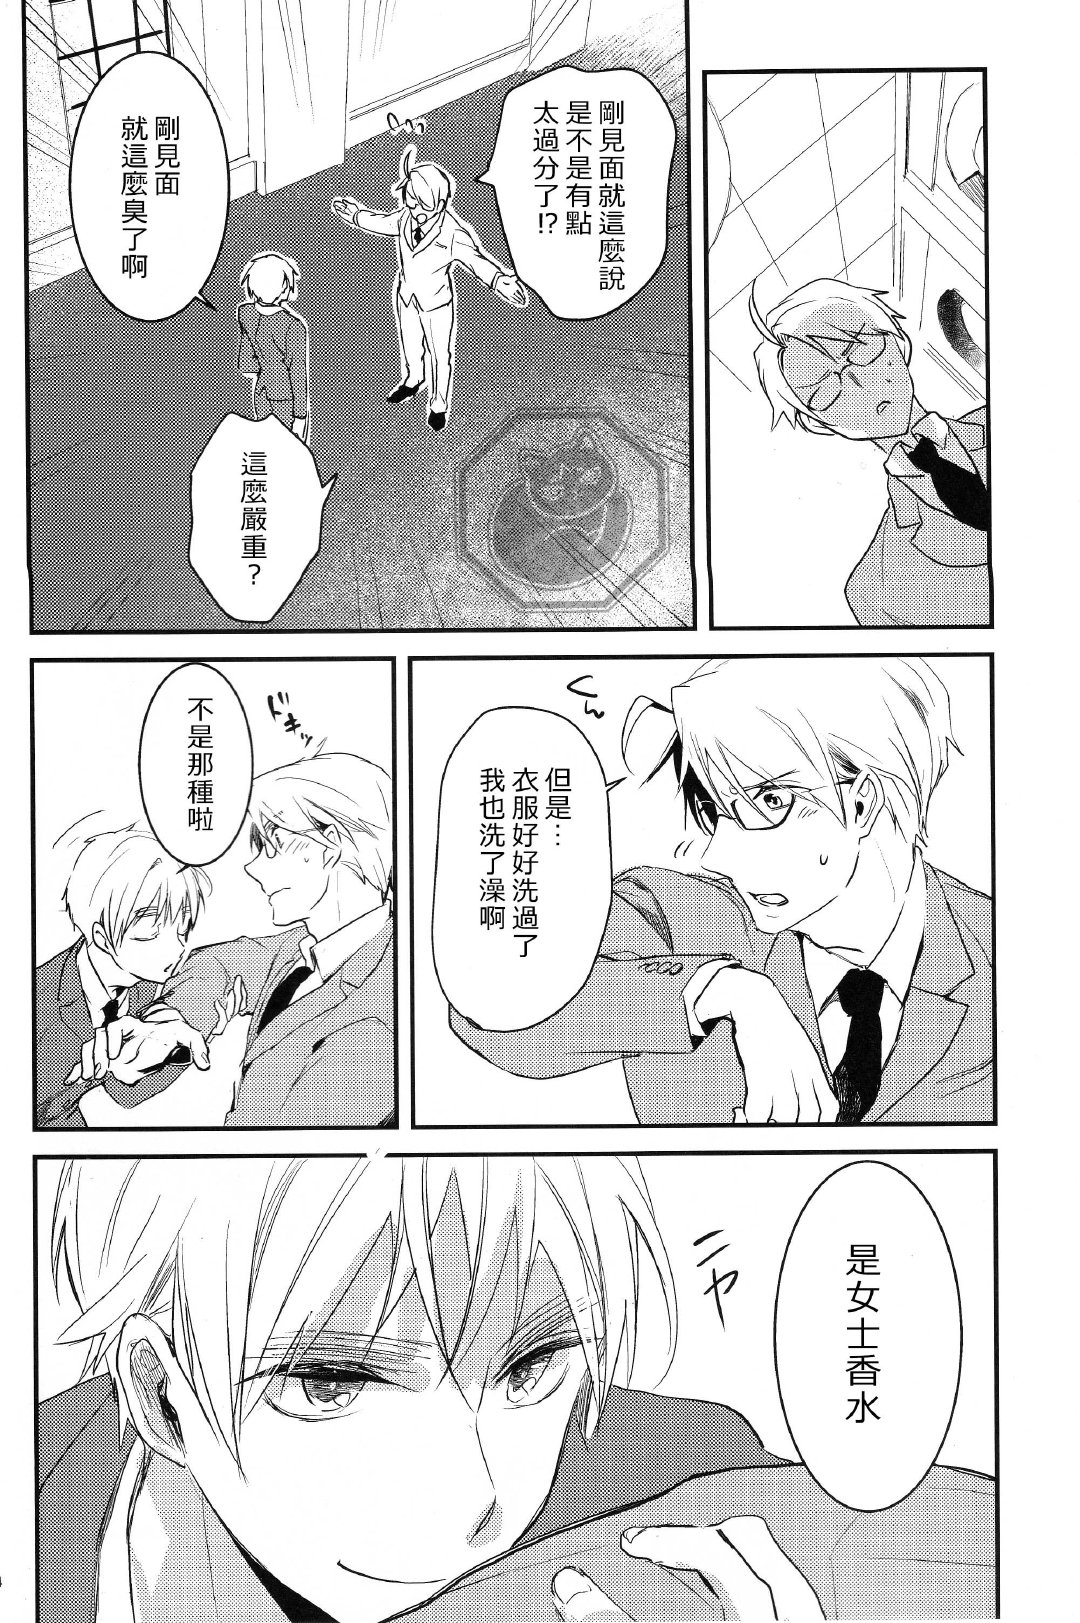 剛見面就這麼說
是不是有點
太過分了!?
剛見面
就這麼臭了啊
這麼嚴重？
くん
但是…
衣服好好洗過了
我也洗了澡啊
ドキッ
不是那種啦
ニヤ
是女士香水